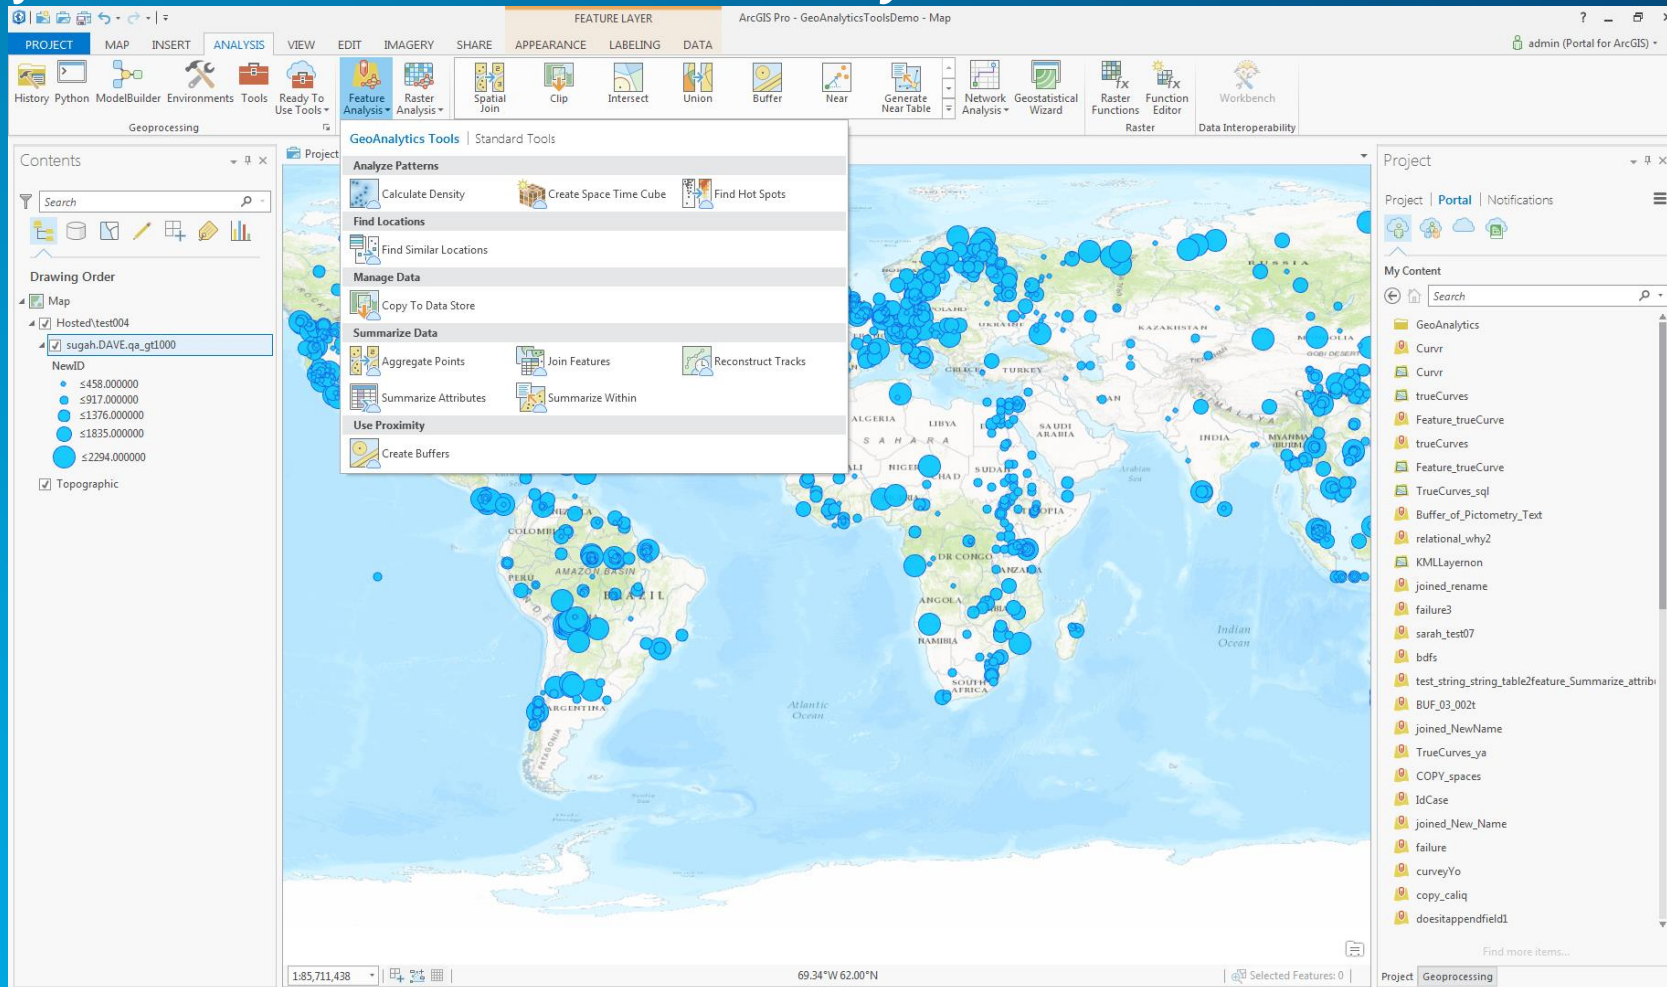 FEATURE LAYER
ArcGIS Pro - GeoAnalyticsToolsDemo - Map
PROJECT MAP INSERT ANALYSIS VIEW EDIT IMAGERY SHARE APPEARANCE LABELING DATA
admin (Portal for ArcGIS)
History Python ModelBuilder Environments Tools Ready To Use Tools Feature Analysis Raster Analysis Spatial Join Clip Intersect Union Buffer Near Generate Near Table Network Analysis Geostatistical Wizard Raster Functions Function Editor Workbench
Geoprocessing Raster Data Interoperability
GeoAnalytics Tools | Standard Tools
Analyze Patterns
Calculate Density Create Space Time Cube Find Hot Spots
Find Locations
Find Similar Locations
Manage Data
Copy To Data Store
Summarize Data
Aggregate Points Join Features Reconstruct Tracks
Summarize Attributes Summarize Within
Use Proximity
Create Buffers
Contents
Search
Drawing Order
Map
Hosted\test004
sugah.DAVE.qa_gt1000
NewID
≤458.000000
≤917.000000
≤1376.000000
≤1835.000000
≤2294.000000
Topographic
Project
RUSSIA
UKRAINE
KAZAKHSTAN
GOBI DESERT
GREECE TURKEY
ALGERIA LIBYA
SAUDI ARABIA
SAHARA
HIMALAYA
INDIA
NIGER CHAD SUDAN
Arabian Sea
COLOMBIA
DR CONGO
PERU
AMAZON BASIN
BRAZIL
TANZANIA
ANGOLA
NAMIBIA
Indian Ocean
SOUTH AFRICA
ARGENTINA
Atlantic Ocean
PATAGONIA
1:85,711,438
69.34°W 62.00°N
Selected Features: 0
Project
Project | Portal | Notifications
My Content
Search
GeoAnalytics
Curvr
Curvr
trueCurves
Feature_trueCurve
trueCurves
Feature_trueCurve
TrueCurves_sql
Buffer_of_Pictometry_Text
relational_why2
KMLLayernon
joined_rename
failure3
sarah_test07
bdfs
test_string_string_table2feature_Summarize_attrib
BUF_03_002t
joined_NewName
TrueCurves_ya
COPY_spaces
IdCase
joined_New_Name
failure
curveyYo
copy_caliq
doesitappendfield1
Find more items...
Project Geoprocessing